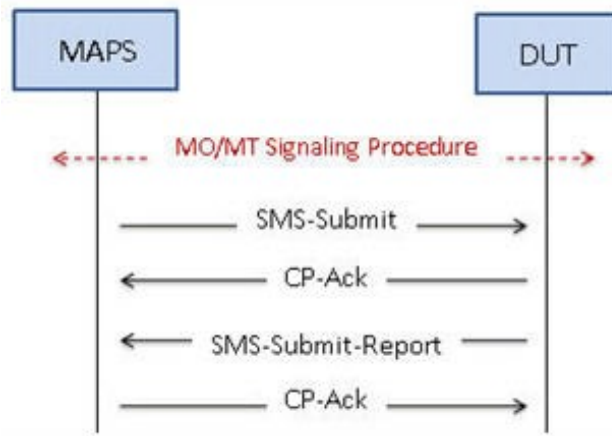 MAPS
DUT
MO/MT Signaling Procedure
SMS-Submit
CP-Ack
SMS-Submit-Report
CP-Ack